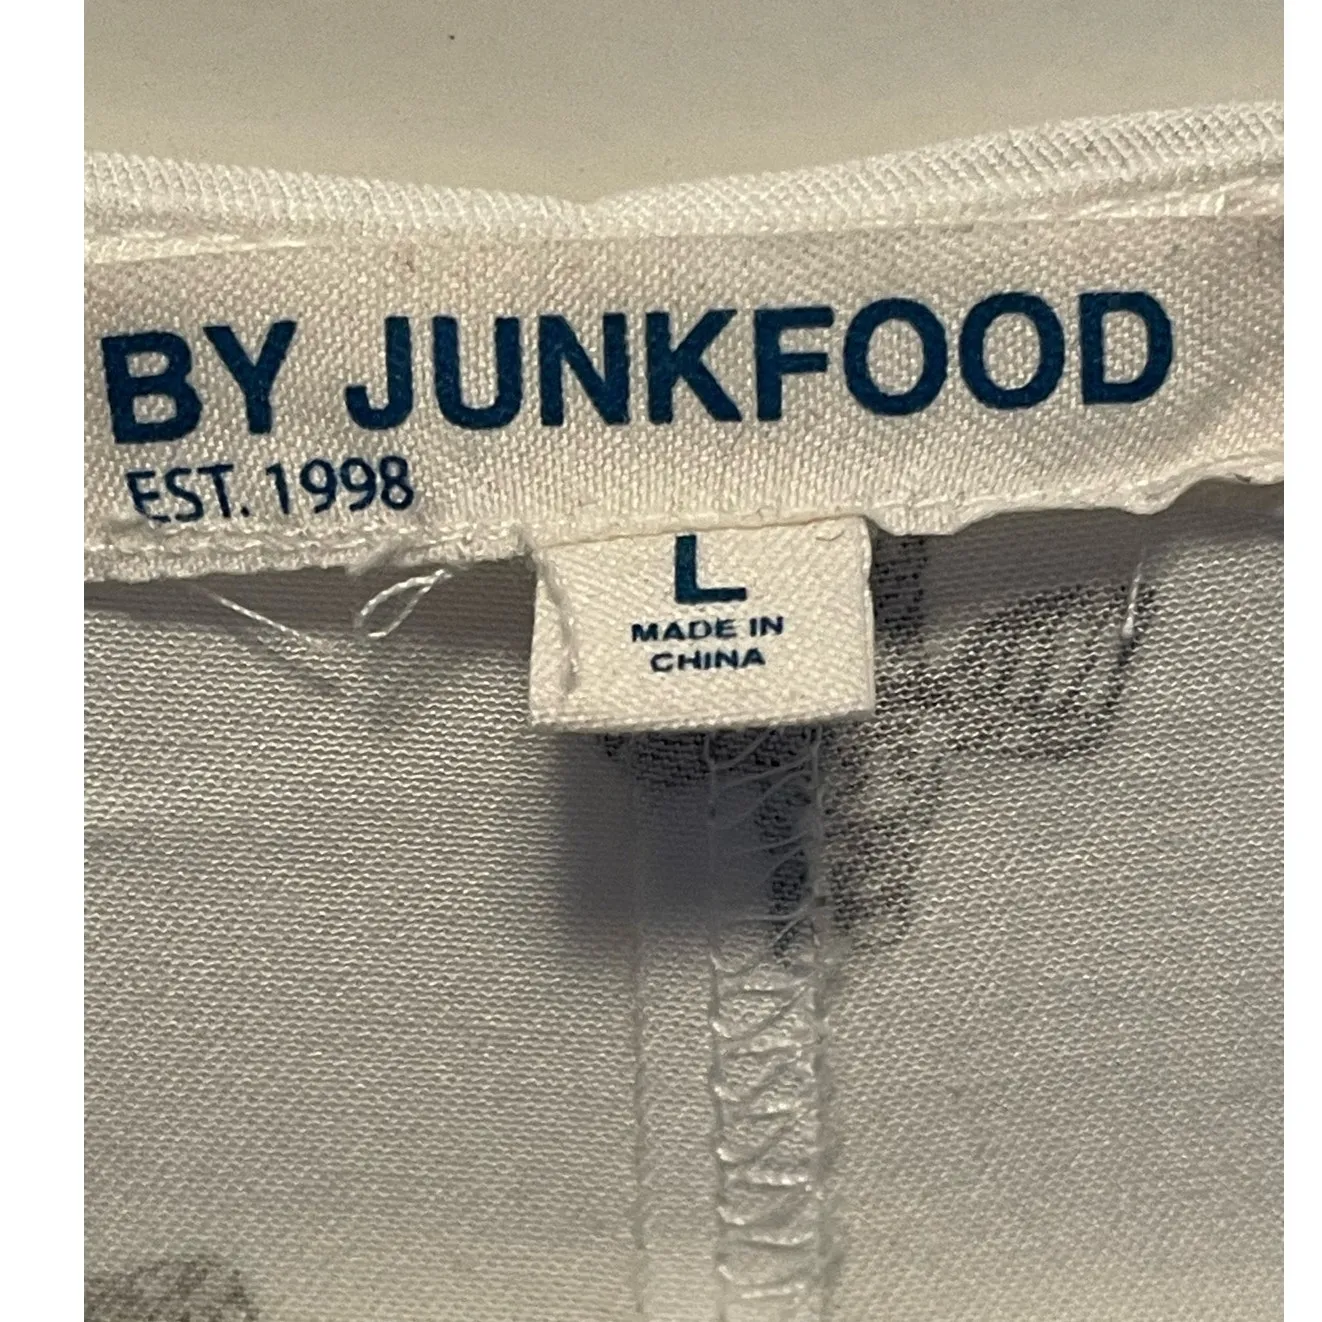 BY JUNKFOOD
EST. 1998
L
MADE IN
CHINA